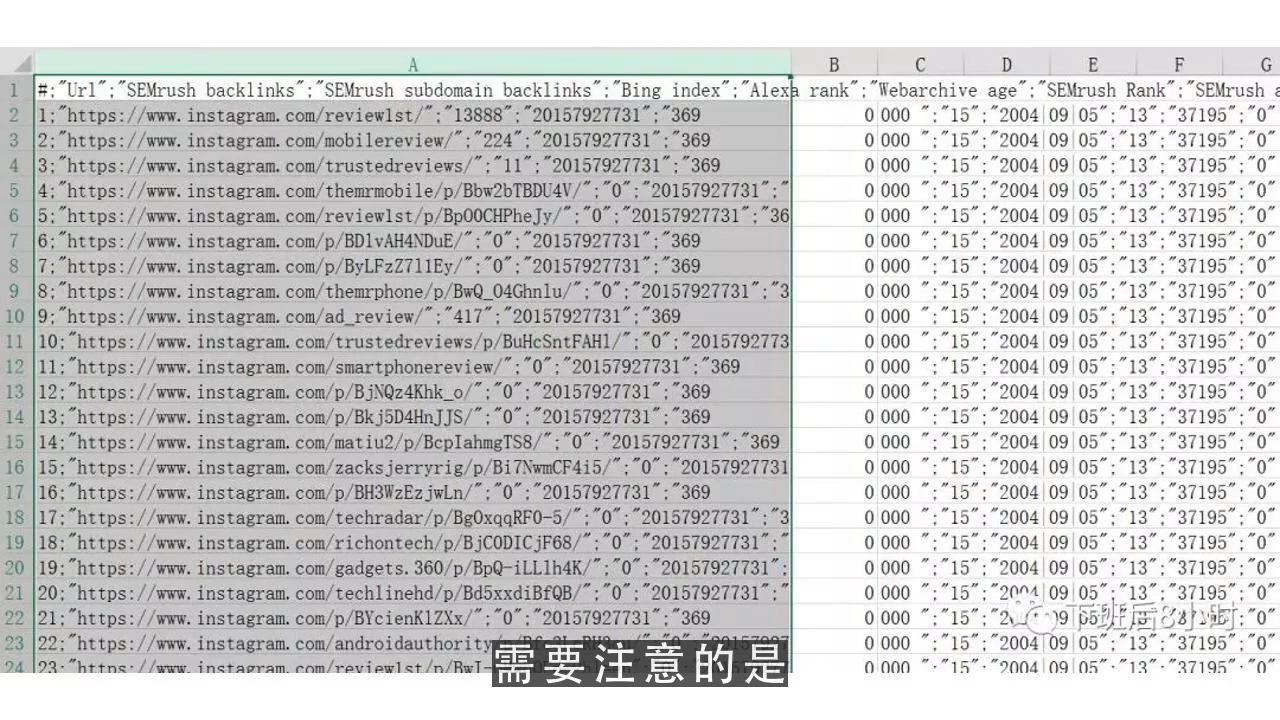 A B C D E F G
1 #;"Url";"SEMrush backlinks";"SEMrush subdomain backlinks";"Bing index";"Alexa rank";"Webarchive age";"SEMrush Rank";"SEMrush a
2 1;"https://www.instagram.com/review1st/";"13888";"20157927731";"369 0 000 ";"15";"2004 09 05";"13";"37195";"0"
3 2;"https://www.instagram.com/mobilereview/";"224";"20157927731";"369 0 000 ";"15";"2004 09 05";"13";"37195";"0"
4 3;"https://www.instagram.com/trustedreviews/";"11";"20157927731";"369 0 000 ";"15";"2004 09 05";"13";"37195";"0"
5 4;"https://www.instagram.com/themrmobile/p/Bbw2bTBDU4V/";"0";"20157927731";" 0 000 ";"15";"2004 09 05";"13";"37195";"0"
6 5;"https://www.instagram.com/review1st/p/BpO0CHPheJy/";"0";"20157927731";"36 0 000 ";"15";"2004 09 05";"13";"37195";"0"
7 6;"https://www.instagram.com/p/BDlvAH4NDuE/";"0";"20157927731";"369 0 000 ";"15";"2004 09 05";"13";"37195";"0"
8 7;"https://www.instagram.com/p/ByLFzZ7l1Ey/";"0";"20157927731";"369 0 000 ";"15";"2004 09 05";"13";"37195";"0"
9 8;"https://www.instagram.com/themrphone/p/BwQ_O4Ghnlu/";"0";"20157927731";"3 0 000 ";"15";"2004 09 05";"13";"37195";"0"
10 9;"https://www.instagram.com/ad_review/";"417";"20157927731";"369 0 000 ";"15";"2004 09 05";"13";"37195";"0"
11 10;"https://www.instagram.com/trustedreviews/p/BuHcSntFAHl/";"0";"2015792773 0 000 ";"15";"2004 09 05";"13";"37195";"0"
12 11;"https://www.instagram.com/smartphonereview/";"0";"20157927731";"369 0 000 ";"15";"2004 09 05";"13";"37195";"0"
13 12;"https://www.instagram.com/p/BjNQz4Khk_o/";"0";"20157927731";"369 0 000 ";"15";"2004 09 05";"13";"37195";"0"
14 13;"https://www.instagram.com/p/Bkj5D4HnJJS/";"0";"20157927731";"369 0 000 ";"15";"2004 09 05";"13";"37195";"0"
15 14;"https://www.instagram.com/matiu2/p/BcpIahmgTS8/";"0";"20157927731";"369 0 000 ";"15";"2004 09 05";"13";"37195";"0"
16 15;"https://www.instagram.com/zacksjerryrig/p/Bi7NwmCF4i5/";"0";"20157927731 0 000 ";"15";"2004 09 05";"13";"37195";"0"
17 16;"https://www.instagram.com/p/BH3WzEzjwLn/";"0";"20157927731";"369 0 000 ";"15";"2004 09 05";"13";"37195";"0"
18 17;"https://www.instagram.com/techradar/p/BgOxqqRF0-5/";"0";"20157927731";"3 0 000 ";"15";"2004 09 05";"13";"37195";"0"
19 18;"https://www.instagram.com/richontech/p/BjCODICjF68/";"0";"20157927731";" 0 000 ";"15";"2004 09 05";"13";"37195";"0"
20 19;"https://www.instagram.com/gadgets.360/p/BpQ-iLLlh4K/";"0";"20157927731"; 0 000 ";"15";"2004 09 05";"13";"37195";"0"
21 20;"https://www.instagram.com/techlinehd/p/Bd5xxdiBfQB/";"0";"20157927731";" 0 000 ";"15";"2004 09 05";"13";"37195";"0"
22 21;"https://www.instagram.com/p/BYcienKlZXx/";"0";"20157927731";"369 0 000 ";"15";"2004 05";"13";"37195";"0"
下班后8小时
23 22;"https://www.instagram.com/androidauthority/ 0 000 ";"15";"2004 09 05";"13";"37195";"0"
24 23;"https://www.instagram.com/review1st/p/BwI- 0 000 ";"15";"2004 09 05";"13";"37195";"0"
需要注意的是